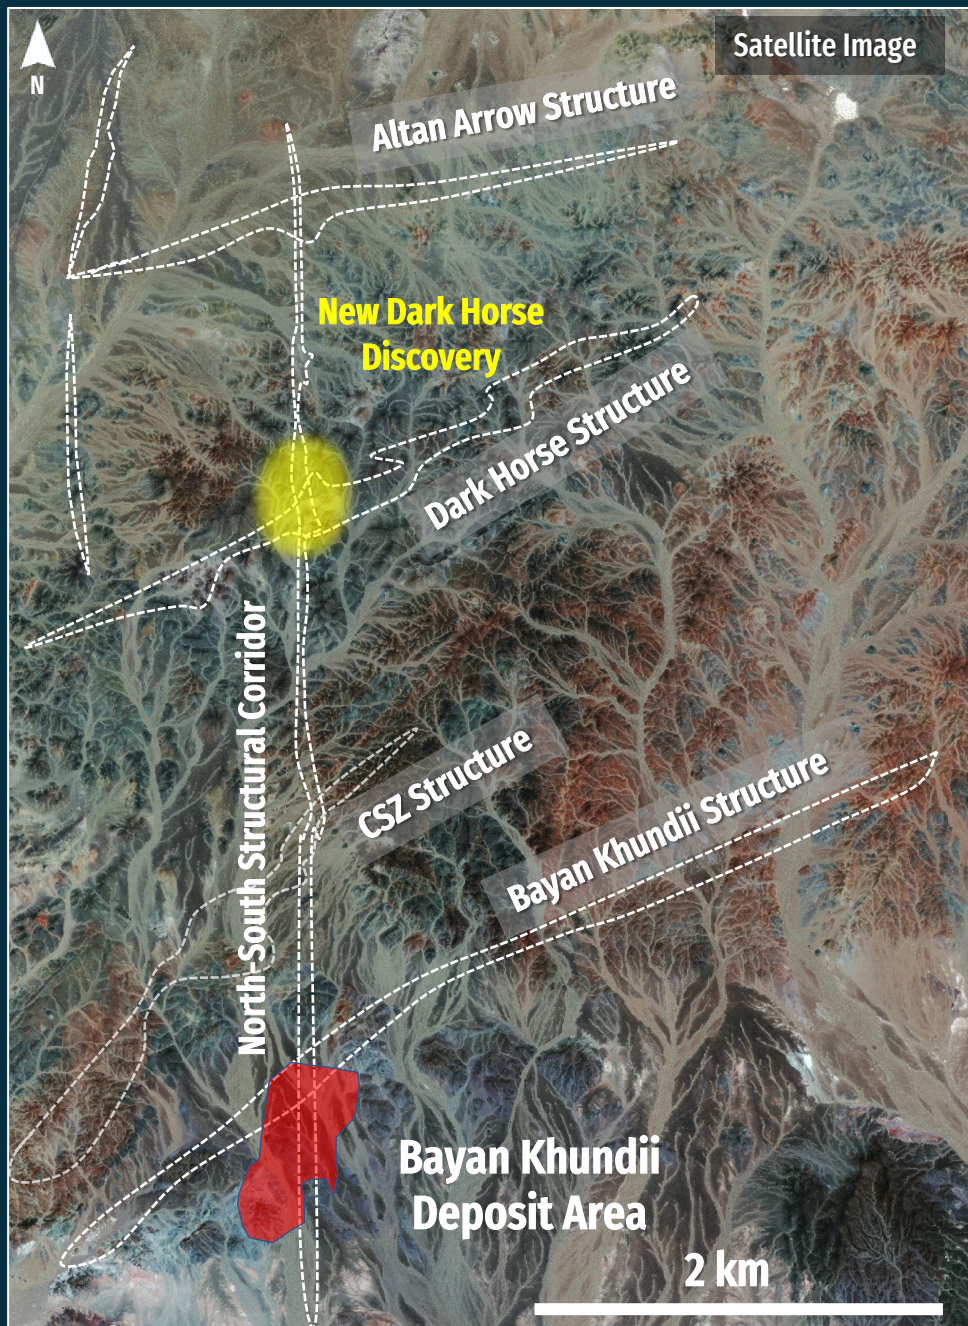 Satellite Image
N
Altan Arrow Structure
New Dark Horse
Discovery
Dark Horse Structure
North-South Structural Corridor
CSZ Structure
Bayan Khundii Structure
Bayan Khundii
Deposit Area
2 km